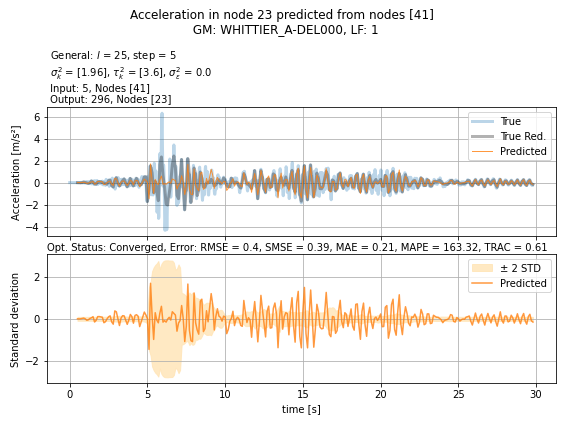 Acceleration in node 23 predicted from nodes [41]
GM: WHITTIER_A-DEL000, LF: 1
General: l = 25, step = 5
σ²ₖ = [1.96], τ²ₖ = [3.6], σ²ε = 0.0
Input: 5, Nodes [41]
Output: 296, Nodes [23]
Acceleration [m/s²]
6
4
2
0
−2
−4
True
True Red.
Predicted
Opt. Status: Converged, Error: RMSE = 0.4, SMSE = 0.39, MAE = 0.21, MAPE = 163.32, TRAC = 0.61
Standard deviation
2
0
−2
± 2 STD
Predicted
0 5 10 15 20 25 30
time [s]